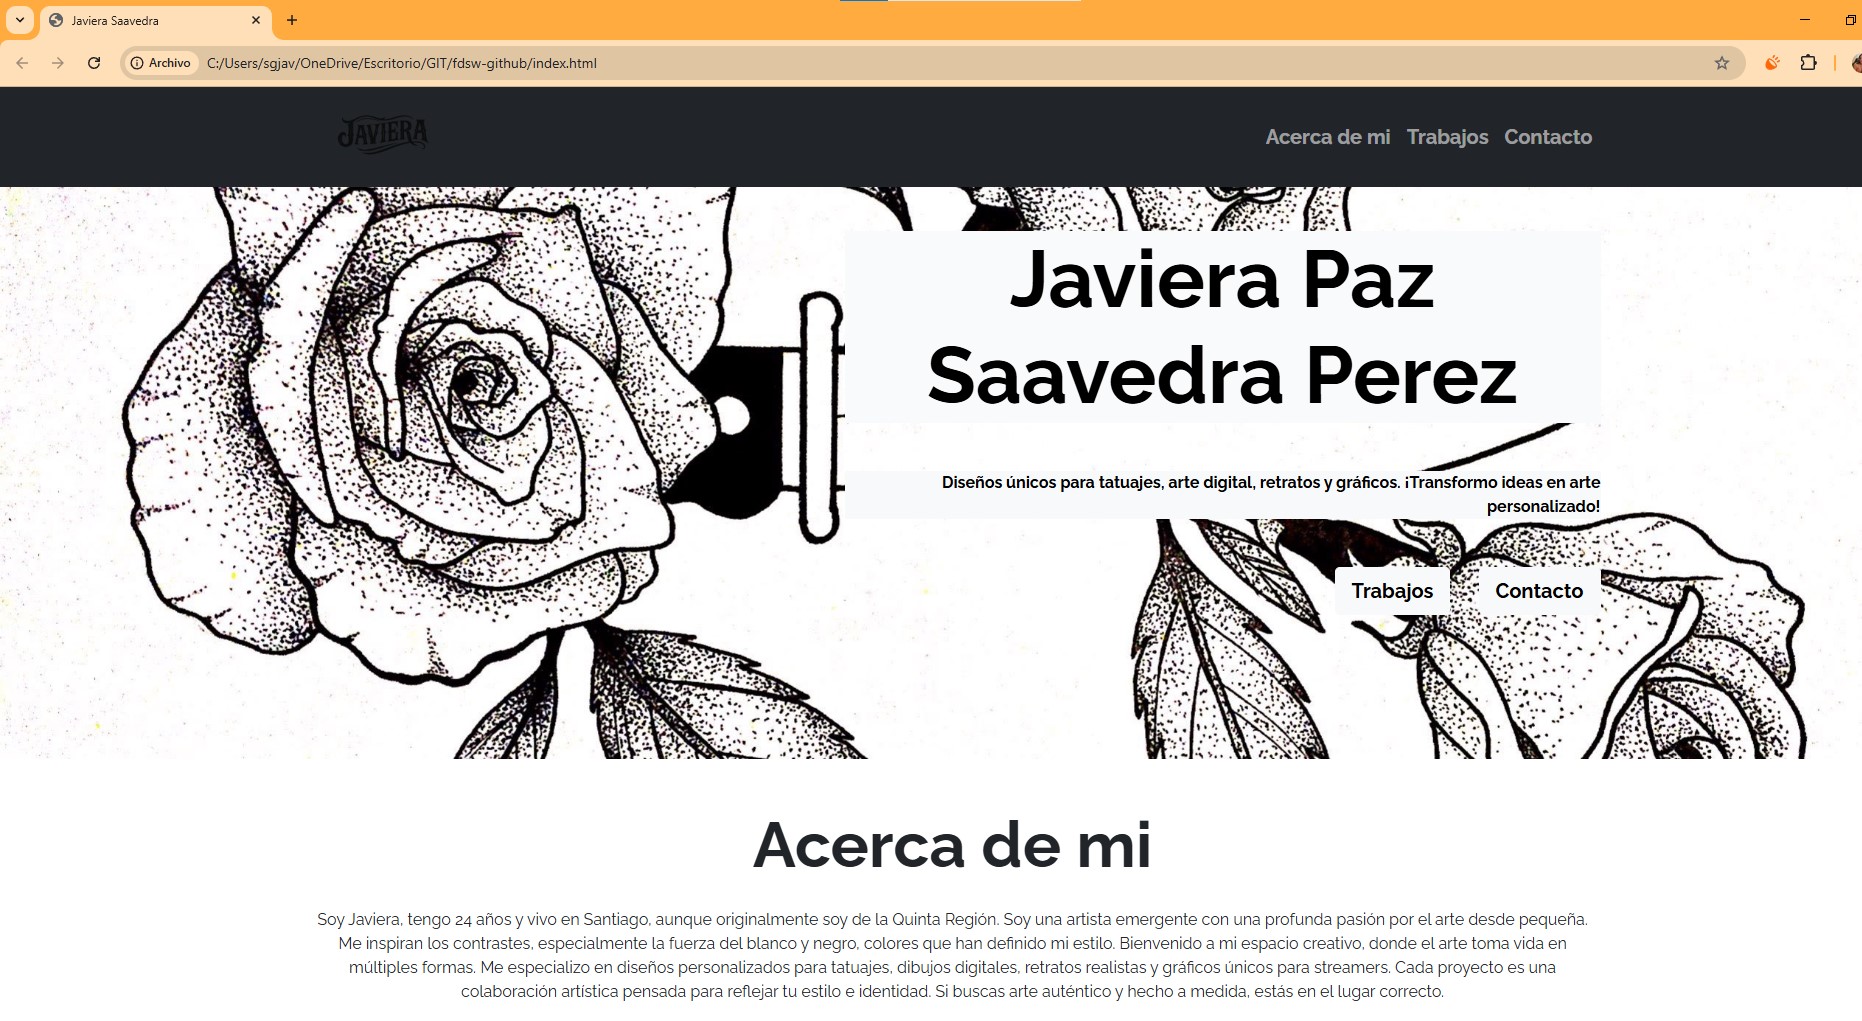 Javiera Saavedra
Archivo
C:/Users/sgjav/OneDrive/Escritorio/GIT/fdsw-github/index.html
JAVIERA
Acerca de mi Trabajos Contacto
Javiera Paz
Saavedra Perez
Diseños únicos para tatuajes, arte digital, retratos y gráficos. ¡Transformo ideas en arte
personalizado!
Trabajos Contacto
Acerca de mi
Soy Javiera, tengo 24 años y vivo en Santiago, aunque originalmente soy de la Quinta Región. Soy una artista emergente con una profunda pasión por el arte desde pequeña.
Me inspiran los contrastes, especialmente la fuerza del blanco y negro, colores que han definido mi estilo. Bienvenido a mi espacio creativo, donde el arte toma vida en
múltiples formas. Me especializo en diseños personalizados para tatuajes, dibujos digitales, retratos realistas y gráficos únicos para streamers. Cada proyecto es una
colaboración artística pensada para reflejar tu estilo e identidad. Si buscas arte auténtico y hecho a medida, estás en el lugar correcto.